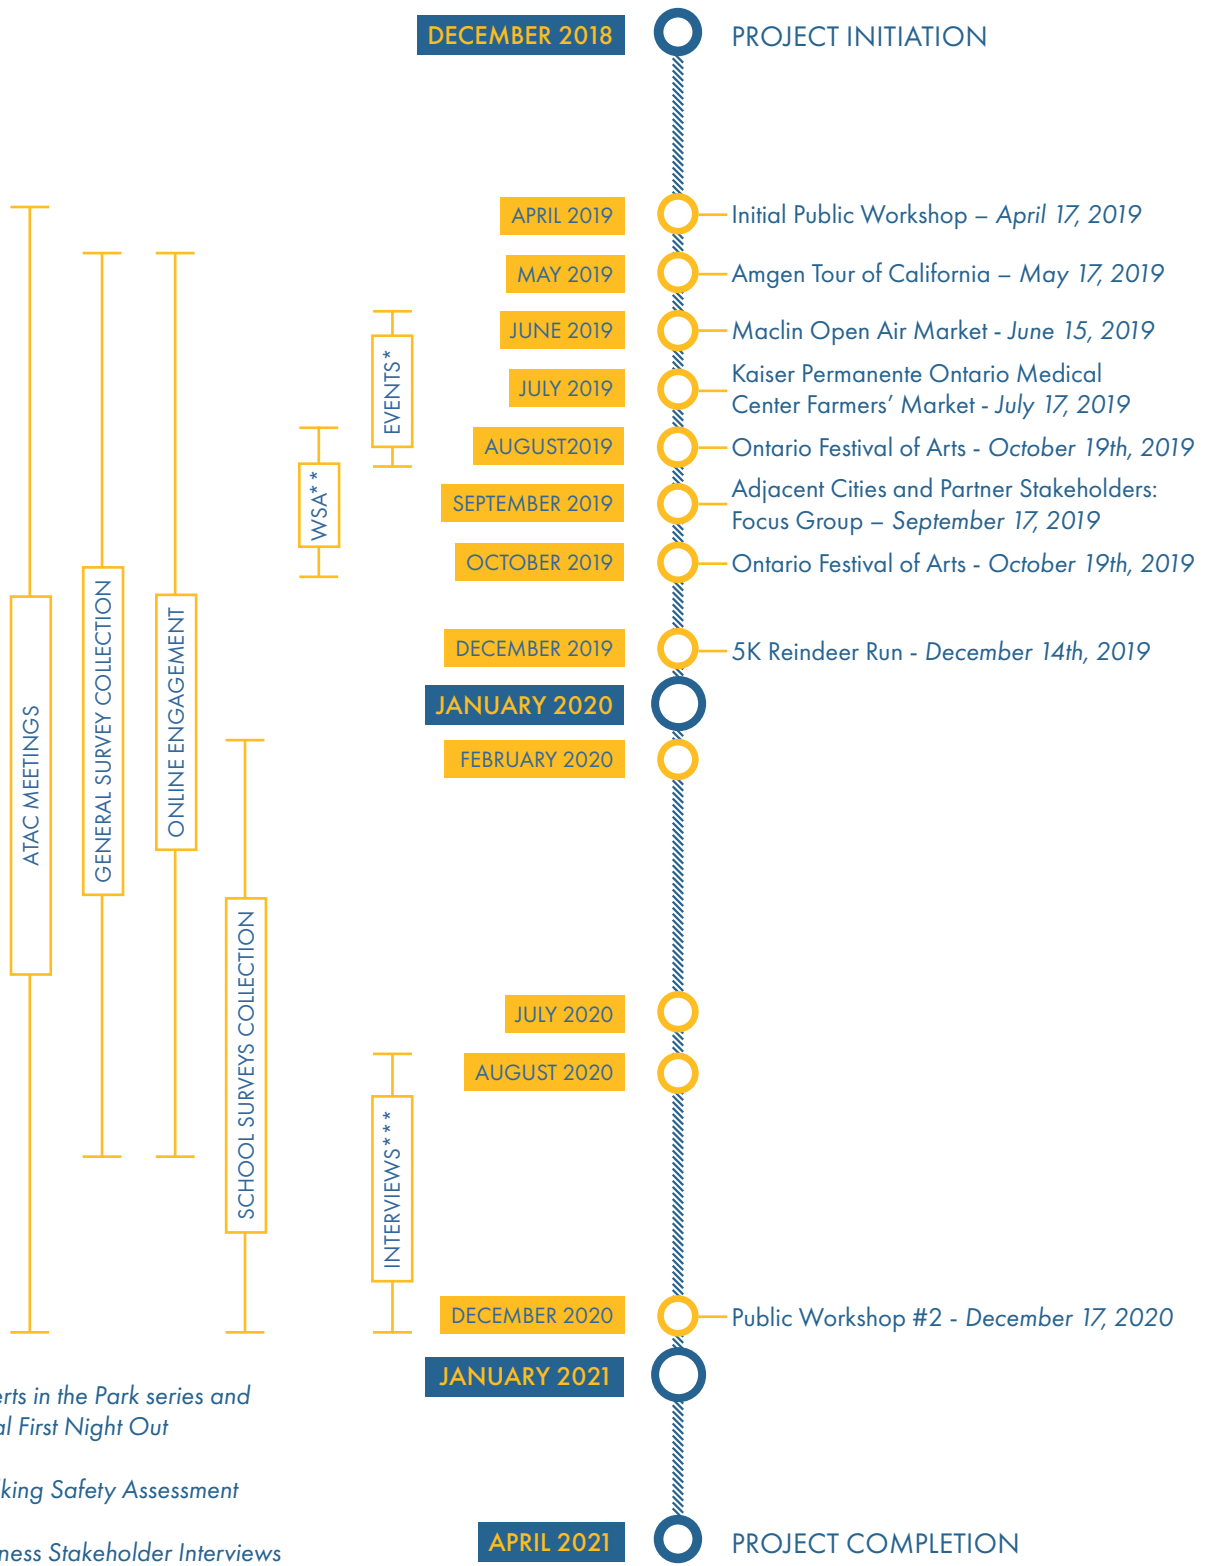 DECEMBER 2018
PROJECT INITIATION
APRIL 2019
Initial Public Workshop – April 17, 2019
MAY 2019
Amgen Tour of California – May 17, 2019
JUNE 2019
Maclin Open Air Market - June 15, 2019
JULY 2019
Kaiser Permanente Ontario Medical
Center Farmers’ Market - July 17, 2019
AUGUST2019
Ontario Festival of Arts - October 19th, 2019
SEPTEMBER 2019
Adjacent Cities and Partner Stakeholders:
Focus Group – September 17, 2019
OCTOBER 2019
Ontario Festival of Arts - October 19th, 2019
DECEMBER 2019
5K Reindeer Run - December 14th, 2019
JANUARY 2020
FEBRUARY 2020
JULY 2020
AUGUST 2020
DECEMBER 2020
Public Workshop #2 - December 17, 2020
JANUARY 2021
APRIL 2021
PROJECT COMPLETION
ATAC MEETINGS
GENERAL SURVEY COLLECTION
ONLINE ENGAGEMENT
SCHOOL SURVEYS COLLECTION
WSA**
EVENTS*
INTERVIEWS***
in the Park series and
First Night Out
Safety Assessment
Stakeholder Interviews